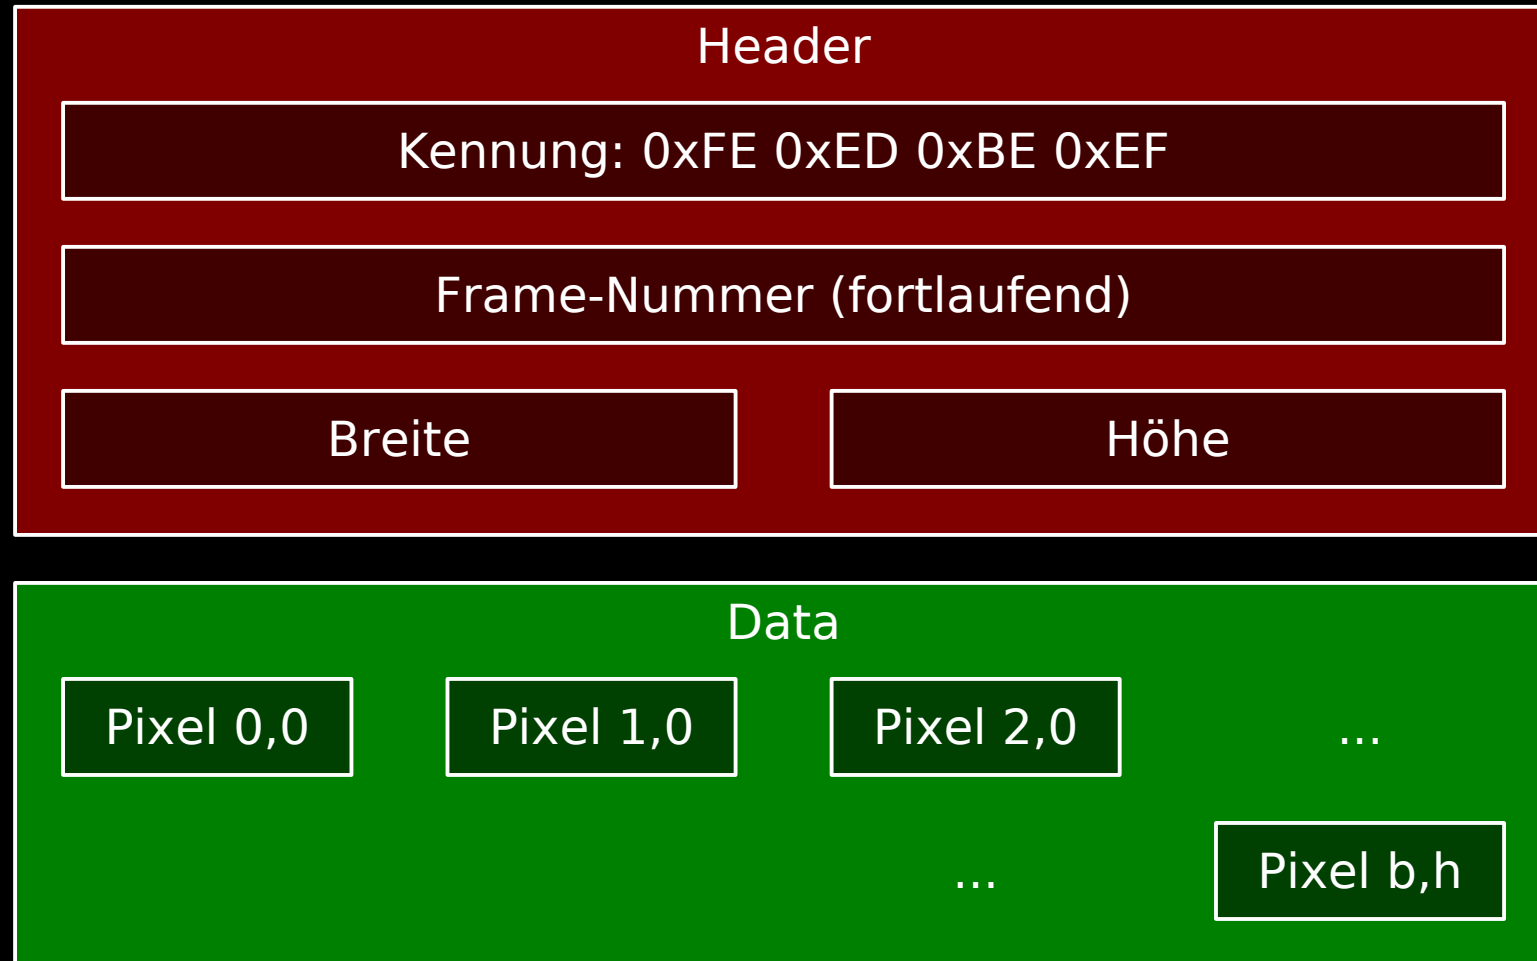 Header
Kennung: 0xFE 0xED 0xBE 0xEF
Frame-Nummer (fortlaufend)
Breite Höhe
Data
Pixel 0,0 Pixel 1,0 Pixel 2,0 ...
... Pixel b,h